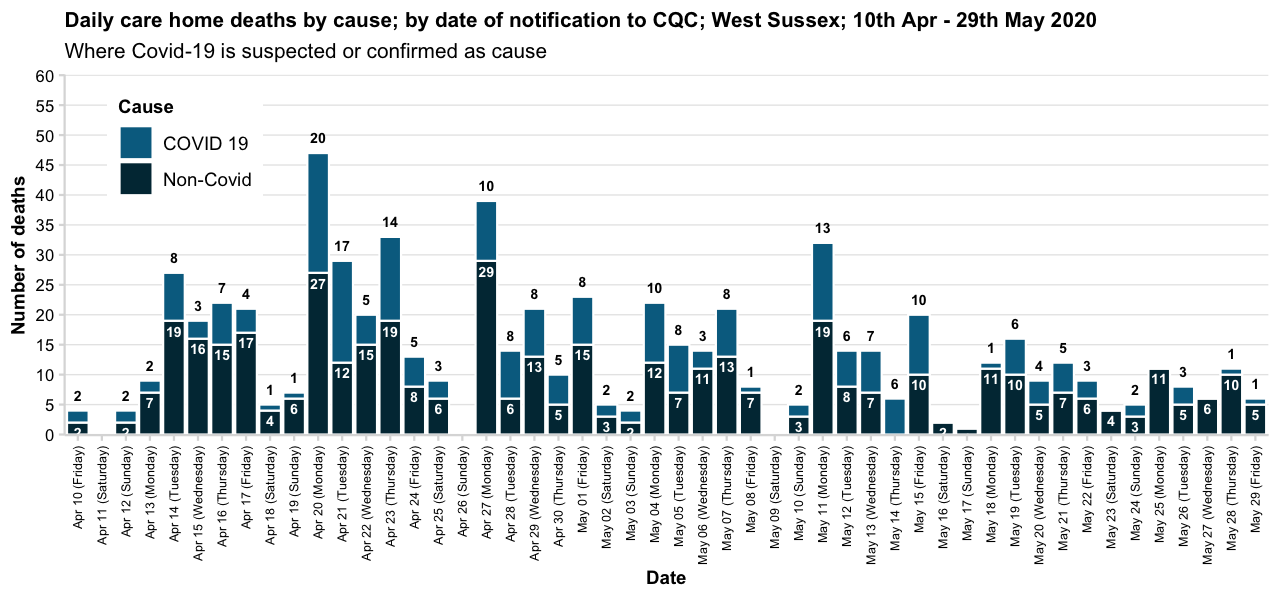 Daily care home deaths by cause; by date of notification to CQC; West Sussex; 10th Apr - 29th May 2020
Where Covid-19 is suspected or confirmed as cause
Number of deaths
60
55
50
45
40
35
30
25
20
15
10
5
0
Cause
COVID 19
Non-Covid
2 2 2 8 3 7 4 1 1 20 17 5 14 5 3 10 8 8 5 8 2 2 10 8 3 8 1 2 13 6 7 6 10 1 6 4 5 3 2 3 1 1
2 2 7 19 16 15 17 4 6 27 12 15 19 8 6 29 6 13 5 15 3 2 12 7 11 13 7 3 19 8 7 10 2 11 10 5 7 6 4 3 11 5 6 10 5
Apr 10 (Friday)
Apr 11 (Saturday)
Apr 12 (Sunday)
Apr 13 (Monday)
Apr 14 (Tuesday)
Apr 15 (Wednesday)
Apr 16 (Thursday)
Apr 17 (Friday)
Apr 18 (Saturday)
Apr 19 (Sunday)
Apr 20 (Monday)
Apr 21 (Tuesday)
Apr 22 (Wednesday)
Apr 23 (Thursday)
Apr 24 (Friday)
Apr 25 (Saturday)
Apr 26 (Sunday)
Apr 27 (Monday)
Apr 28 (Tuesday)
Apr 29 (Wednesday)
Apr 30 (Thursday)
May 01 (Friday)
May 02 (Saturday)
May 03 (Sunday)
May 04 (Monday)
May 05 (Tuesday)
May 06 (Wednesday)
May 07 (Thursday)
May 08 (Friday)
May 09 (Saturday)
May 10 (Sunday)
May 11 (Monday)
May 12 (Tuesday)
May 13 (Wednesday)
May 14 (Thursday)
May 15 (Friday)
May 16 (Saturday)
May 17 (Sunday)
May 18 (Monday)
May 19 (Tuesday)
May 20 (Wednesday)
May 21 (Thursday)
May 22 (Friday)
May 23 (Saturday)
May 24 (Sunday)
May 25 (Monday)
May 26 (Tuesday)
May 27 (Wednesday)
May 28 (Thursday)
May 29 (Friday)
Date